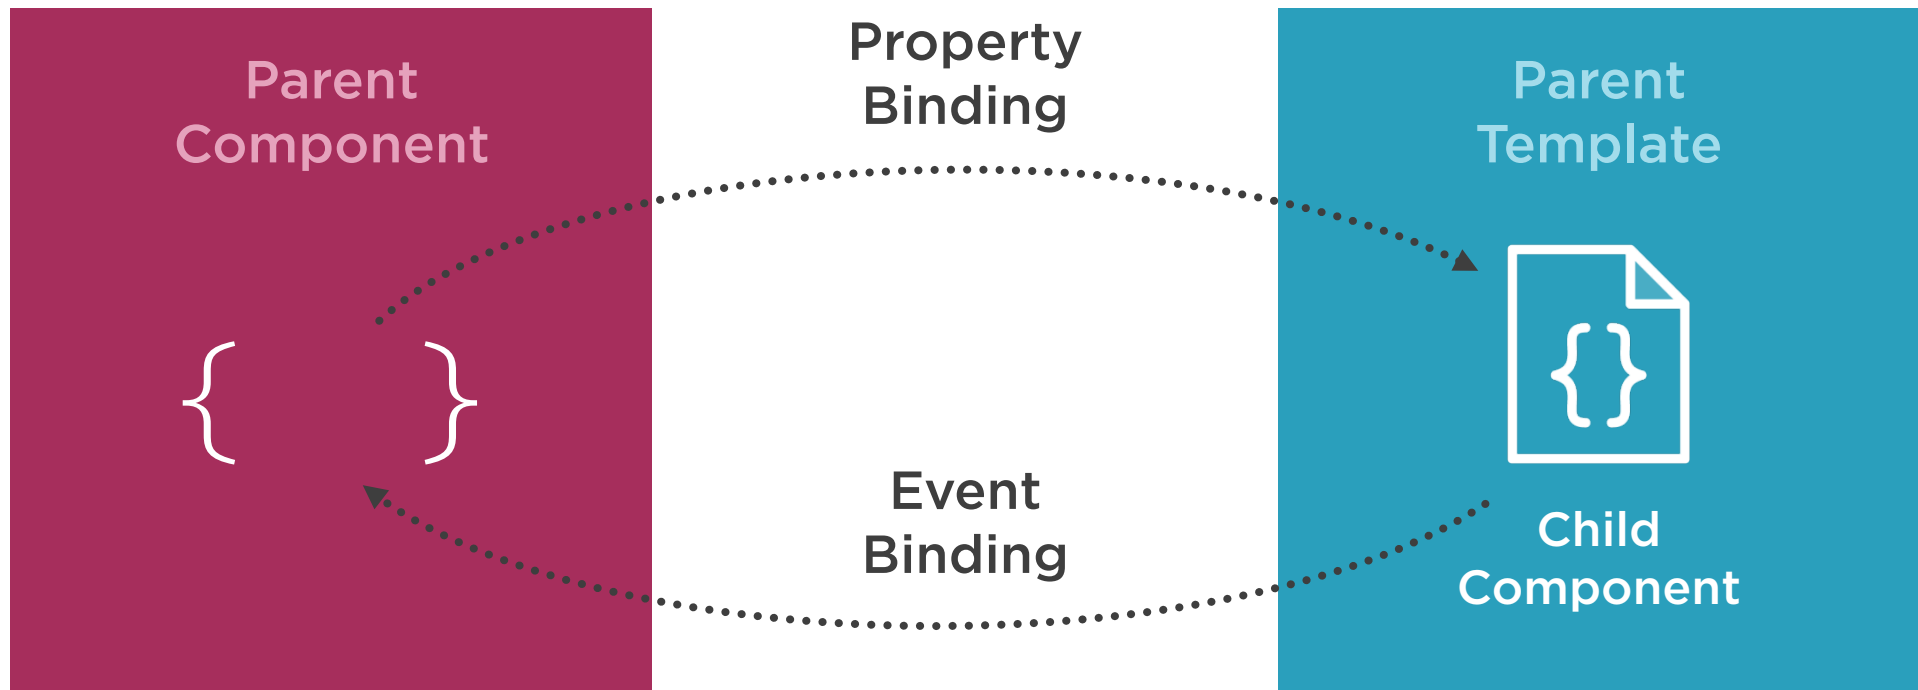 Parent
Component
Property
Binding
Parent
Template
{ }
{}
Event
Binding
Child
Component